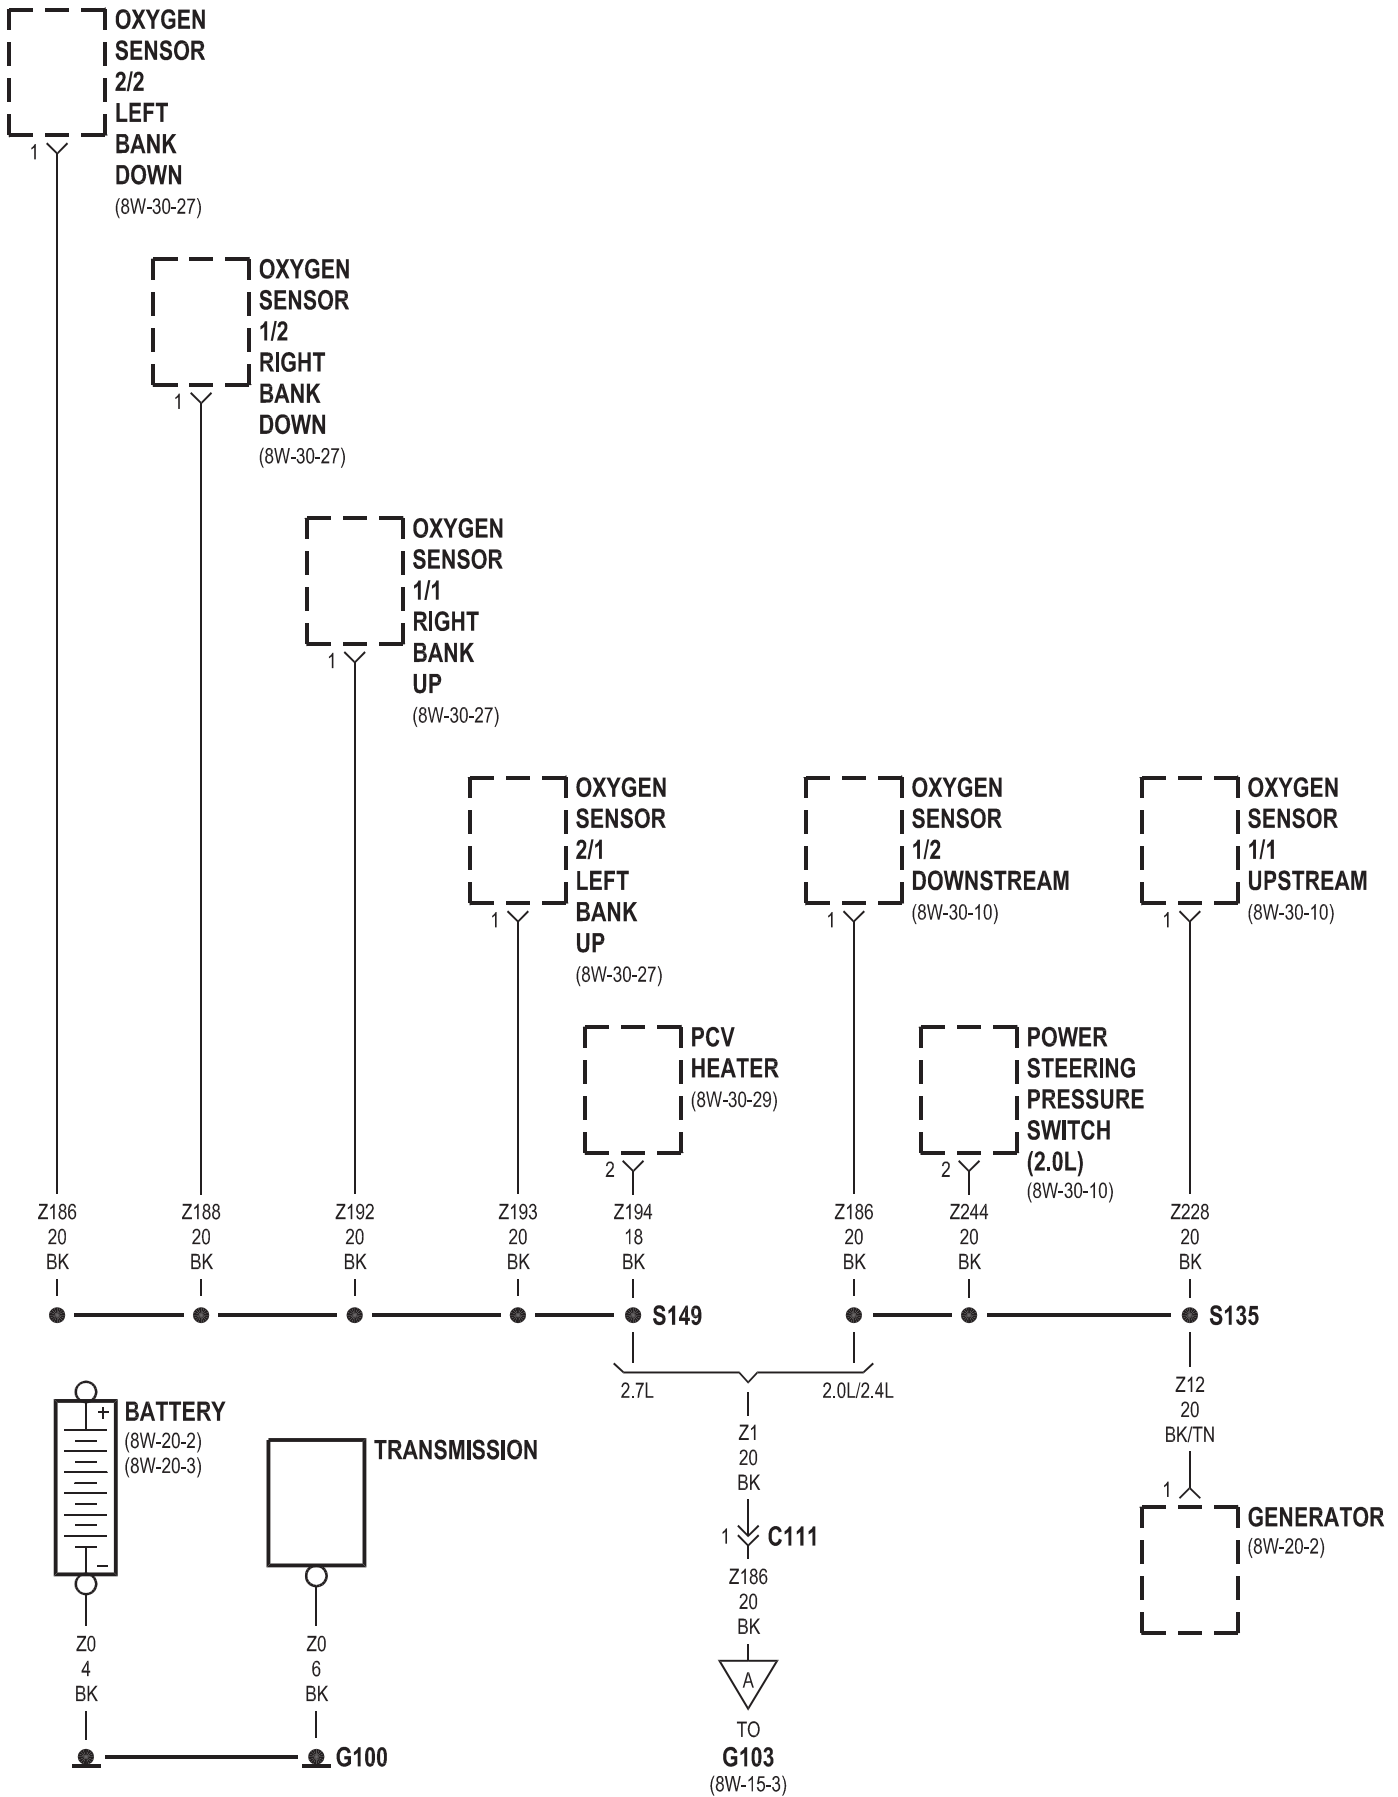 OXYGEN
SENSOR
2/2
LEFT
BANK
DOWN
(8W-30-27)
1
OXYGEN
SENSOR
1/2
RIGHT
BANK
DOWN
(8W-30-27)
1
OXYGEN
SENSOR
1/1
RIGHT
BANK
UP
(8W-30-27)
1
OXYGEN
SENSOR
2/1
LEFT
BANK
UP
(8W-30-27)
1
OXYGEN
SENSOR
1/2
DOWNSTREAM
(8W-30-10)
1
OXYGEN
SENSOR
1/1
UPSTREAM
(8W-30-10)
1
PCV
HEATER
(8W-30-29)
2
POWER
STEERING
PRESSURE
SWITCH
(2.0L)
(8W-30-10)
2
Z186
20
BK
Z188
20
BK
Z192
20
BK
Z193
20
BK
Z194
18
BK
Z186
20
BK
Z244
20
BK
Z228
20
BK
S149
S135
2.7L
2.0L/2.4L
Z12
20
BK/TN
1
GENERATOR
(8W-20-2)
Z1
20
BK
1
C111
Z186
20
BK
A
TO
G103
(8W-15-3)
+
BATTERY
(8W-20-2)
(8W-20-3)
−
TRANSMISSION
Z0
4
BK
Z0
6
BK
G100